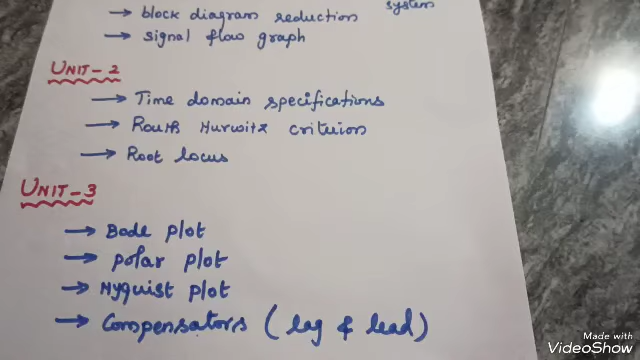 system
→ block diagram reduction
→ signal flow graph
UNIT-2
→ Time domain specifications
→ Routh Hurwitz criterion
→ Root locus
UNIT-3
→ Bode plot
→ polar plot
→ Nyquist plot
→ Compensators (lag & lead)
Made with
VideoShow